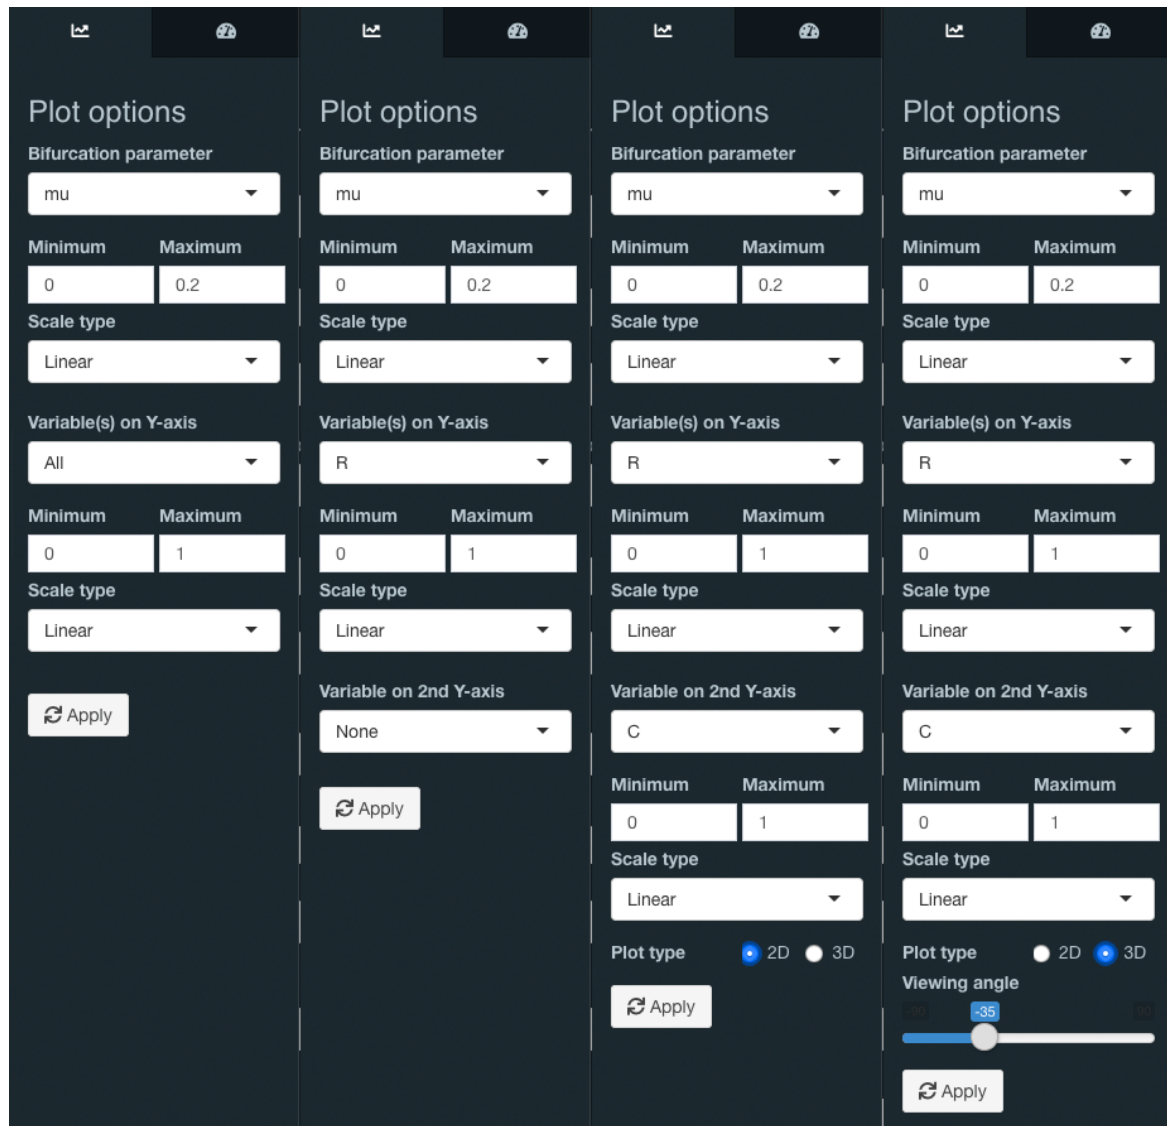 Plot options
Bifurcation parameter
mu
Minimum Maximum
0 0.2
Scale type
Linear
Variable(s) on Y-axis
All
Minimum Maximum
0 1
Scale type
Linear
Apply
Plot options
Bifurcation parameter
mu
Minimum Maximum
0 0.2
Scale type
Linear
Variable(s) on Y-axis
R
Minimum Maximum
0 1
Scale type
Linear
Variable on 2nd Y-axis
None
Apply
Plot options
Bifurcation parameter
mu
Minimum Maximum
0 0.2
Scale type
Linear
Variable(s) on Y-axis
R
Minimum Maximum
0 1
Scale type
Linear
Variable on 2nd Y-axis
C
Minimum Maximum
0 1
Scale type
Linear
Plot type 2D 3D
Apply
Plot options
Bifurcation parameter
mu
Minimum Maximum
0 0.2
Scale type
Linear
Variable(s) on Y-axis
R
Minimum Maximum
0 1
Scale type
Linear
Variable on 2nd Y-axis
C
Minimum Maximum
0 1
Scale type
Linear
Plot type 2D 3D
Viewing angle
-90 -35 90
Apply